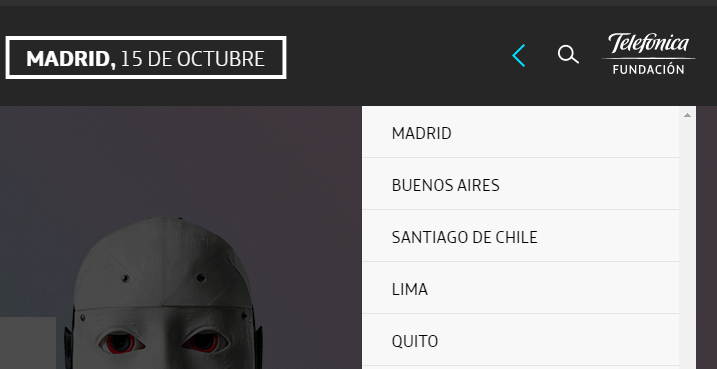 MADRID, 15 DE OCTUBRE
Telefónica
FUNDACIÓN
MADRID
BUENOS AIRES
SANTIAGO DE CHILE
LIMA
QUITO